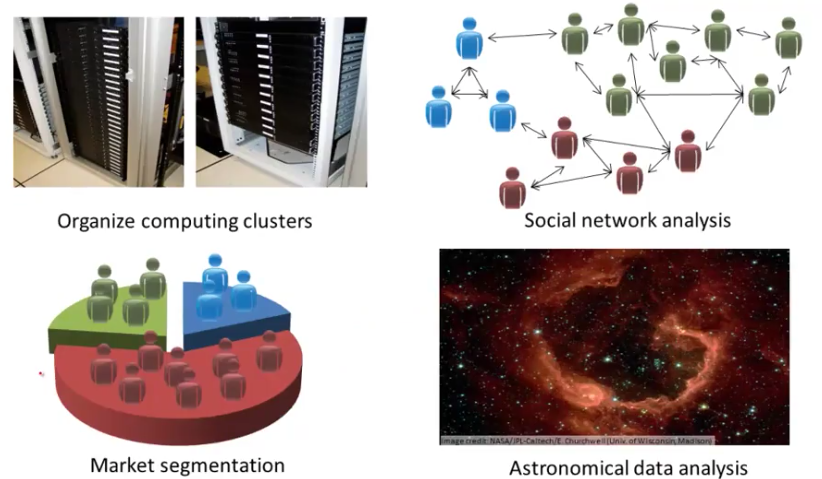 Organize computing clusters
Social network analysis
Market segmentation
Image credit: NASA/JPL-Caltech/E. Churchwell (Univ. of Wisconsin, Madison)
Astronomical data analysis